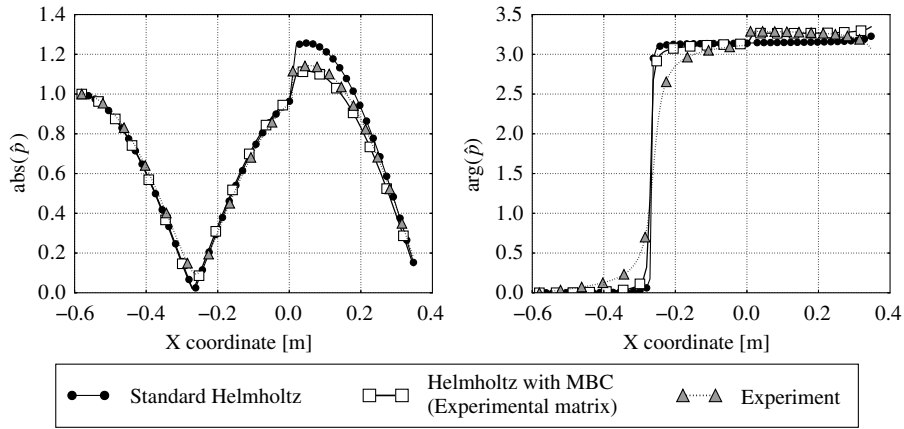 1.4
1.2
1.0
0.8
0.6
0.4
0.2
0.0
abs(p̂)
−0.6 −0.4 −0.2 0.0 0.2 0.4
X coordinate [m]
3.5
3.0
2.5
2.0
1.5
1.0
0.5
0.0
arg(p̂)
−0.6 −0.4 −0.2 0.0 0.2 0.4
X coordinate [m]
Standard Helmholtz
Helmholtz with MBC
(Experimental matrix)
Experiment